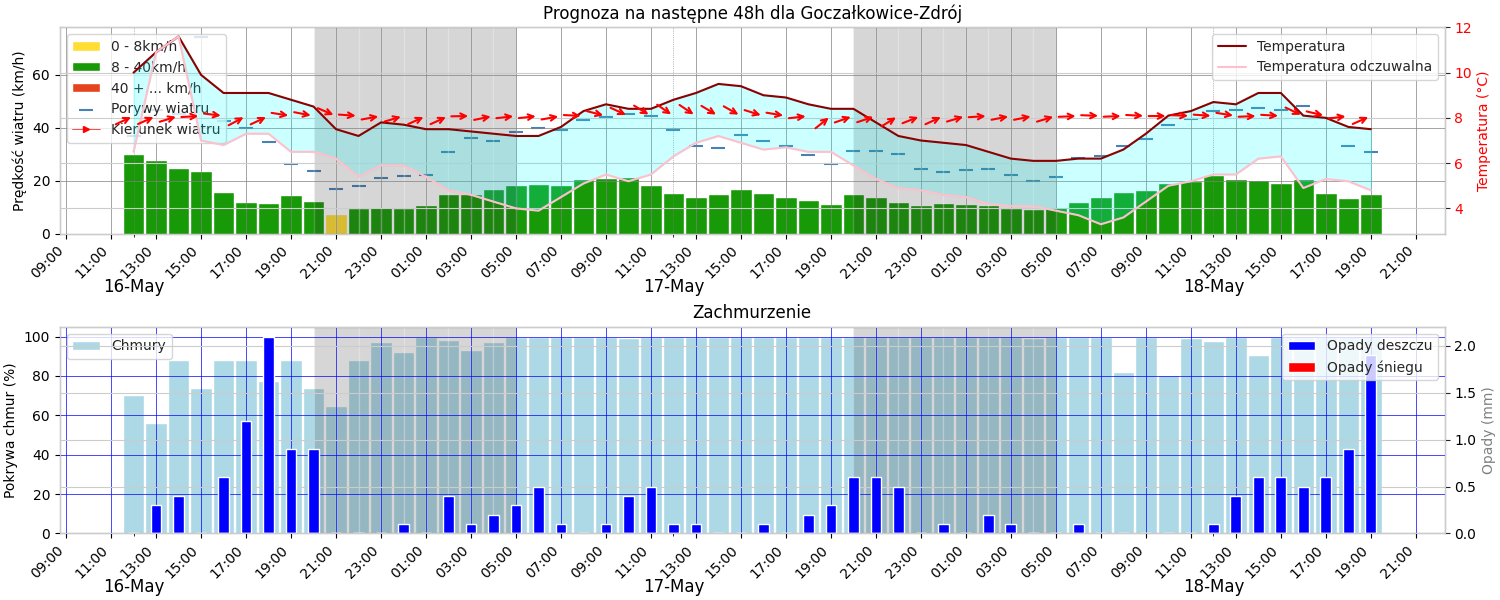 Prognoza na następne 48h dla Goczałkowice-Zdrój
Prędkość wiatru (km/h)
0 20 40 60
0 - 8km/h
8 - 40km/h
40 + ... km/h
Porywy wiatru
Kierunek wiatru
Temperatura
Temperatura odczuwalna
Temperatura (°C)
4 6 8 10 12
09:00 11:00 13:00 15:00 17:00 19:00 21:00 23:00 01:00 03:00 05:00 07:00 09:00 11:00 13:00 15:00 17:00 19:00 21:00 23:00 01:00 03:00 05:00 07:00 09:00 11:00 13:00 15:00 17:00 19:00 21:00
16-May 17-May 18-May
Zachmurzenie
Pokrywa chmur (%)
0 20 40 60 80 100
Chmury
Opady deszczu
Opady śniegu
Opady (mm)
0.0 0.5 1.0 1.5 2.0
09:00 11:00 13:00 15:00 17:00 19:00 21:00 23:00 01:00 03:00 05:00 07:00 09:00 11:00 13:00 15:00 17:00 19:00 21:00 23:00 01:00 03:00 05:00 07:00 09:00 11:00 13:00 15:00 17:00 19:00 21:00
16-May 17-May 18-May